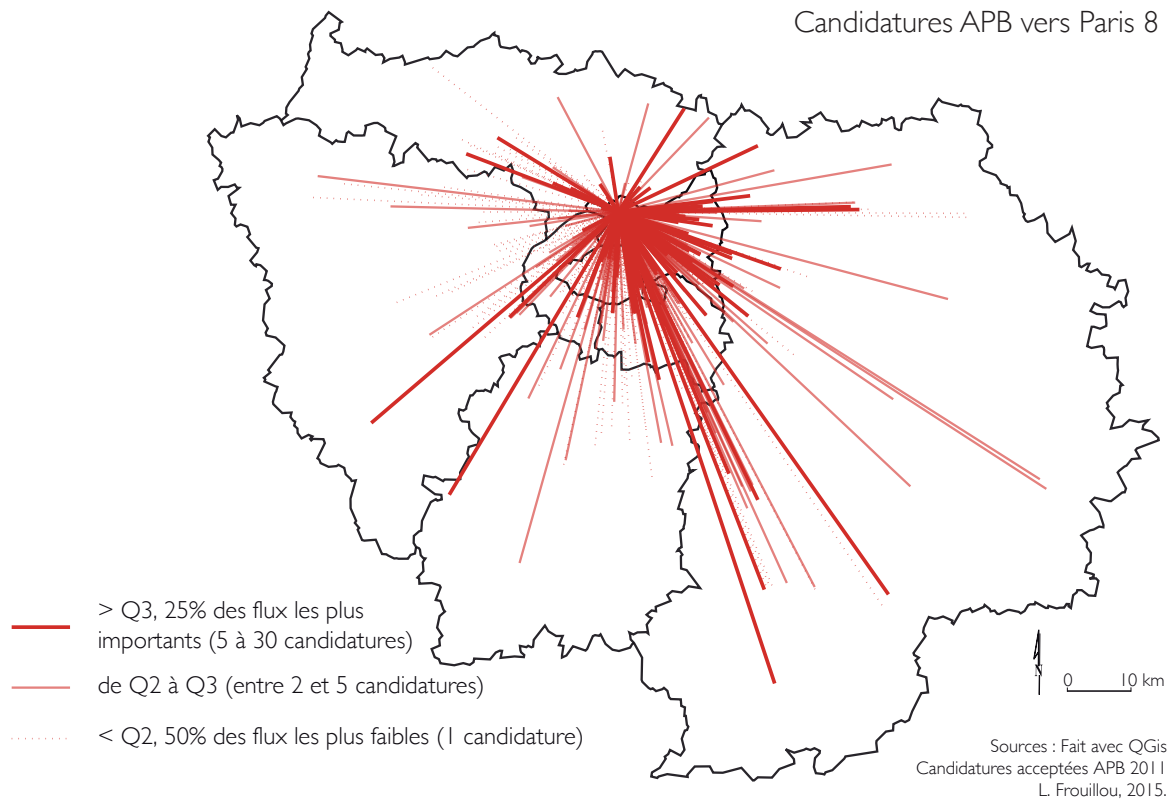 Candidatures APB vers Paris 8
> Q3, 25% des flux les plus
importants (5 à 30 candidatures)
de Q2 à Q3 (entre 2 et 5 candidatures)
< Q2, 50% des flux les plus faibles (1 candidature)
N
0 10 km
Sources : Fait avec QGis
Candidatures acceptées APB 2011
L. Frouillou, 2015.